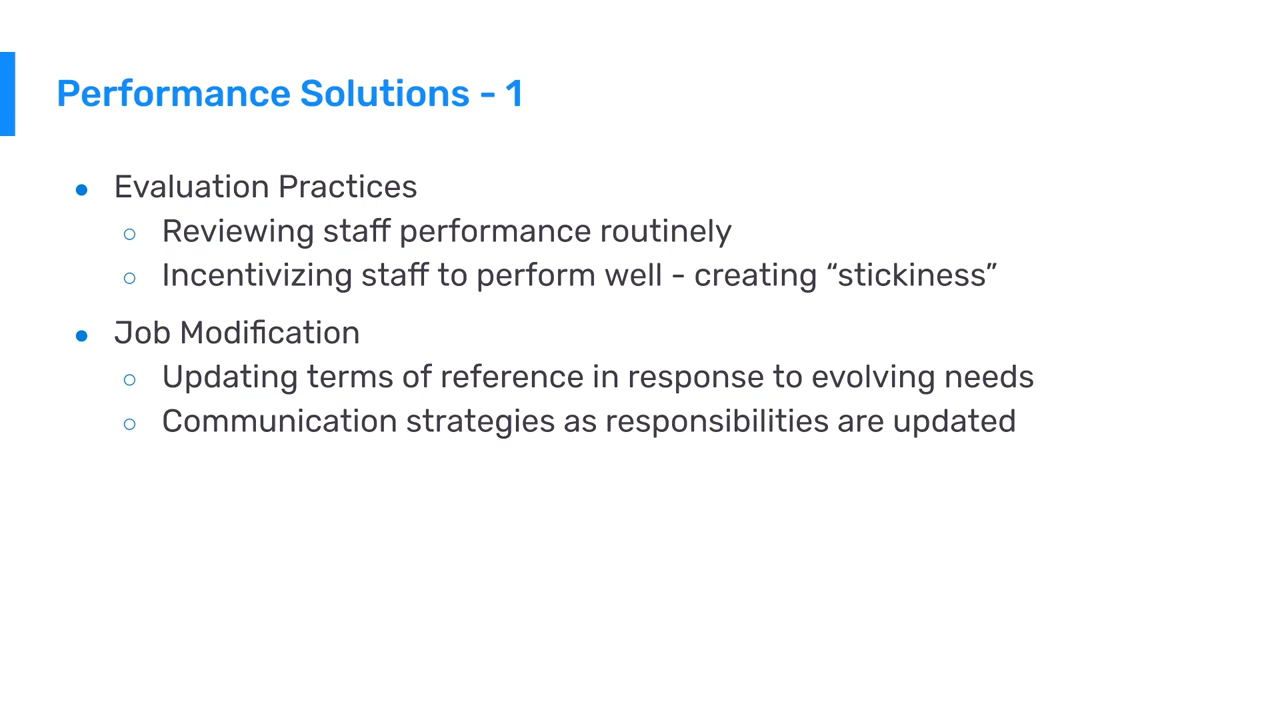 Performance Solutions - 1
● Evaluation Practices
○ Reviewing staff performance routinely
○ Incentivizing staff to perform well - creating “stickiness”
● Job Modification
○ Updating terms of reference in response to evolving needs
○ Communication strategies as responsibilities are updated